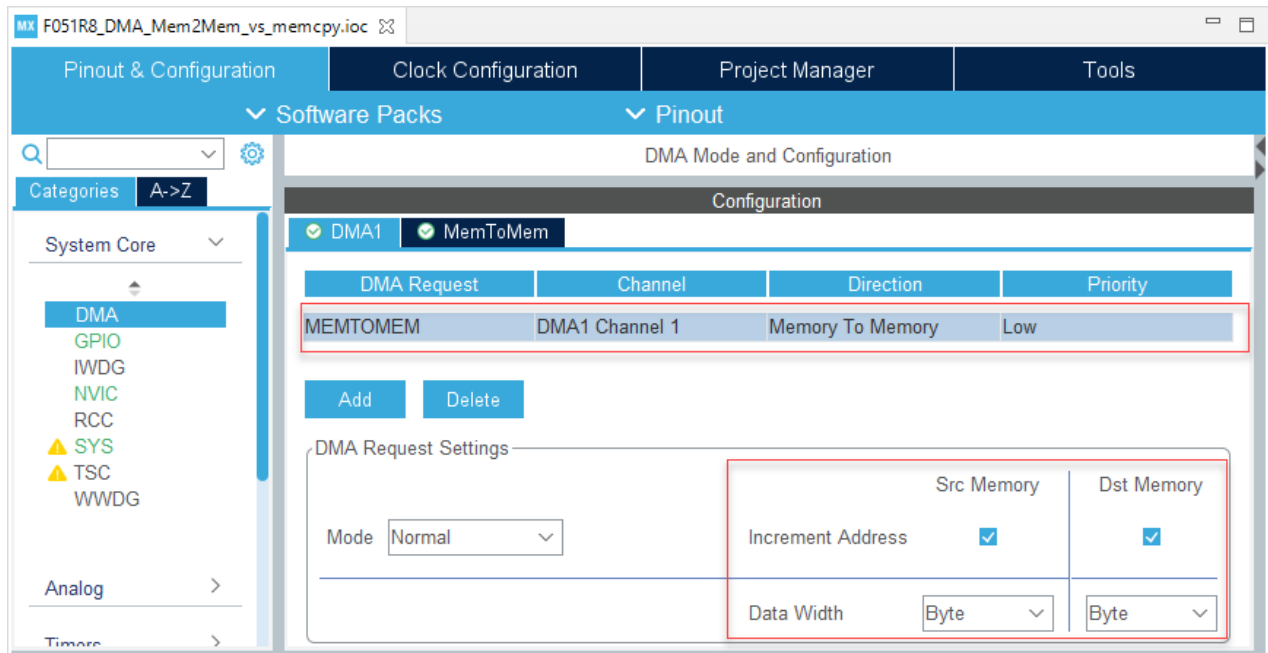 MX F051R8_DMA_Mem2Mem_vs_memcpy.ioc
Pinout & Configuration Clock Configuration Project Manager Tools
Software Packs Pinout
DMA Mode and Configuration
Categories A->Z
Configuration
DMA1 MemToMem
System Core
DMA
GPIO
IWDG
NVIC
RCC
SYS
TSC
WWDG
Analog
Timers
DMA Request Channel Direction Priority
MEMTOMEM DMA1 Channel 1 Memory To Memory Low
Add Delete
DMA Request Settings
Src Memory Dst Memory
Mode Normal Increment Address
Data Width Byte Byte